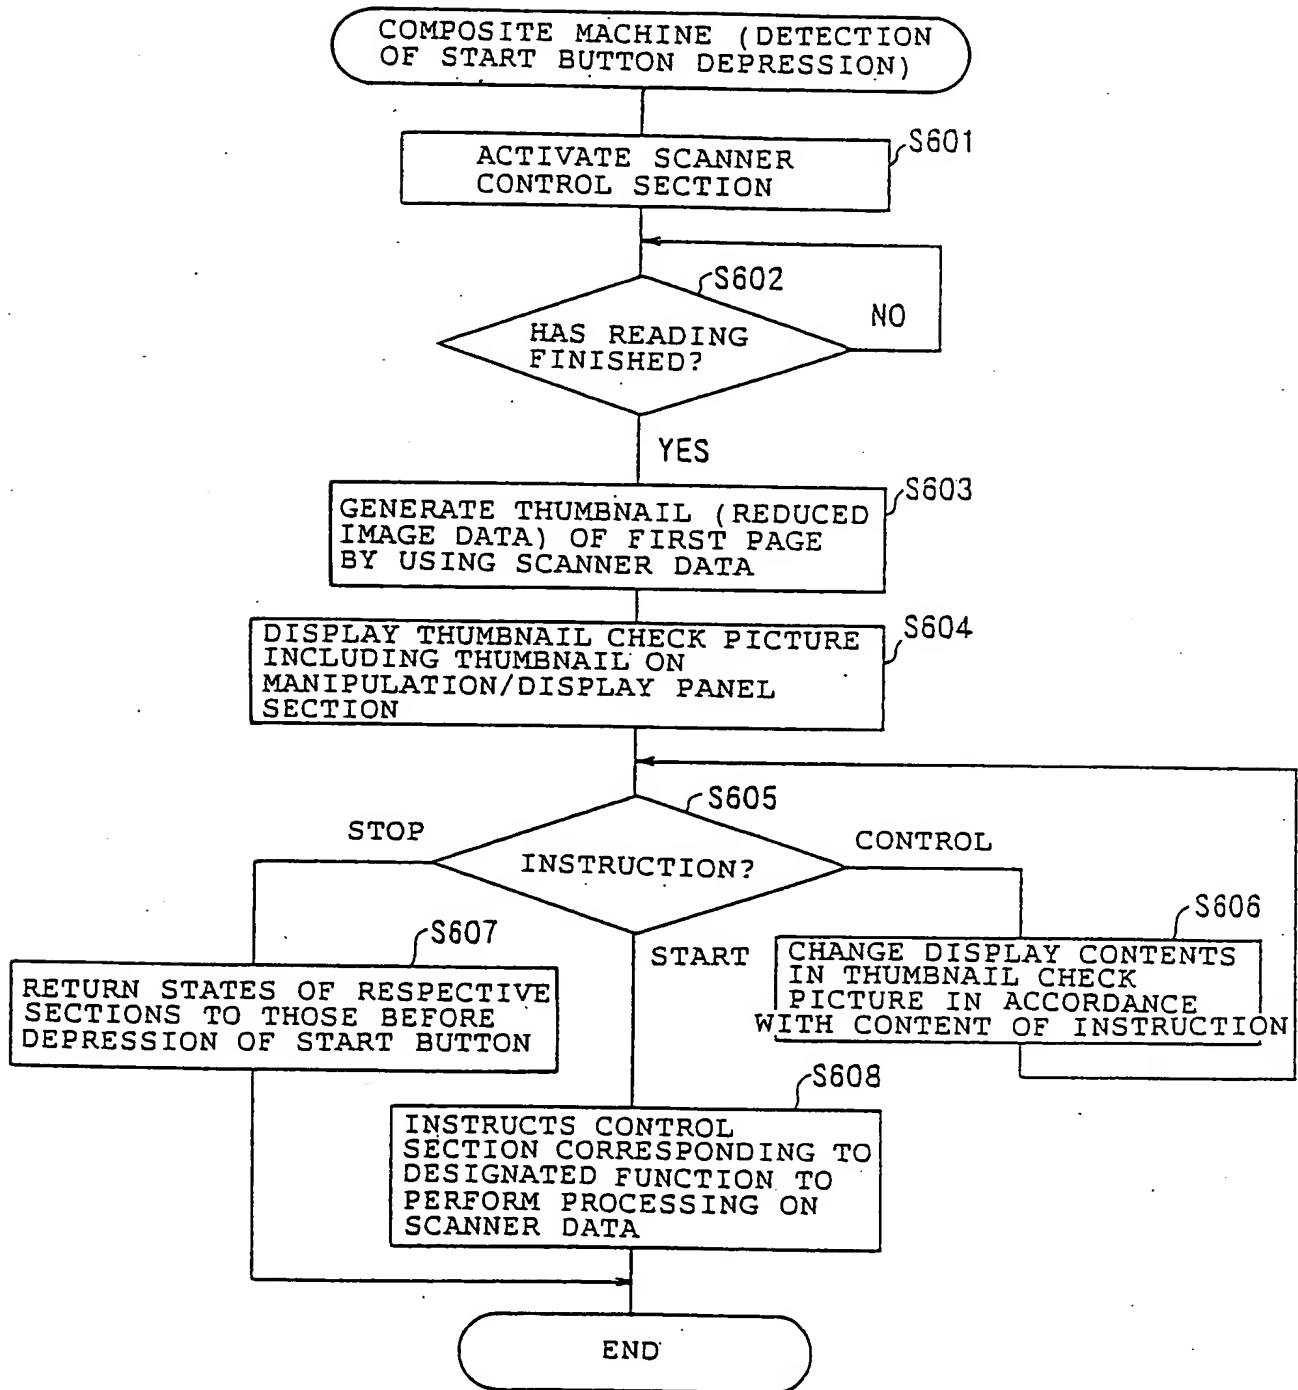 COMPOSITE MACHINE (DETECTION
OF START BUTTON DEPRESSION)
S601
ACTIVATE SCANNER
CONTROL SECTION
S602
NO
HAS READING
FINISHED?
YES
S603
GENERATE THUMBNAIL (REDUCED
IMAGE DATA) OF FIRST PAGE
BY USING SCANNER DATA
S604
DISPLAY THUMBNAIL CHECK PICTURE
INCLUDING THUMBNAIL ON
MANIPULATION/DISPLAY PANEL
SECTION
S605
STOP
CONTROL
INSTRUCTION?
S606
S607
START
CHANGE DISPLAY CONTENTS
IN THUMBNAIL CHECK
PICTURE IN ACCORDANCE
WITH CONTENT OF INSTRUCTION
RETURN STATES OF RESPECTIVE
SECTIONS TO THOSE BEFORE
DEPRESSION OF START BUTTON
S608
INSTRUCTS CONTROL
SECTION CORRESPONDING TO
DESIGNATED FUNCTION TO
PERFORM PROCESSING ON
SCANNER DATA
END